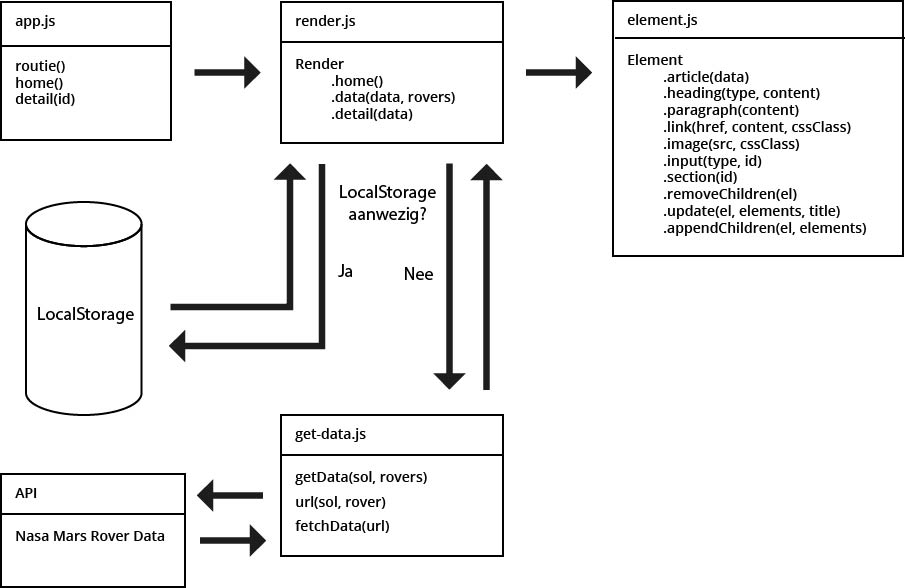 app.js
routie()
home()
detail(id)
render.js
Render
.home()
.data(data, rovers)
.detail(data)
element.js
Element
.article(data)
.heading(type, content)
.paragraph(content)
.link(href, content, cssClass)
.image(src, cssClass)
.input(type, id)
.section(id)
.removeChildren(el)
.update(el, elements, title)
.appendChildren(el, elements)
LocalStorage
aanwezig?
Ja
Nee
LocalStorage
get-data.js
getData(sol, rovers)
url(sol, rover)
fetchData(url)
API
Nasa Mars Rover Data